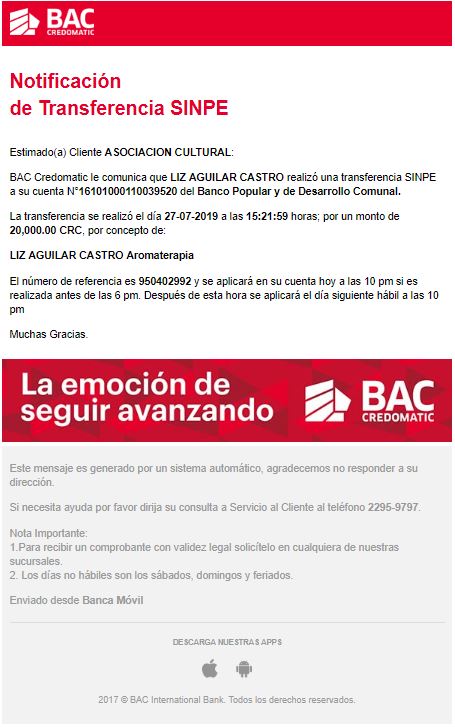 BAC
CREDOMATIC
Notificación
de Transferencia SINPE
Estimado(a) Cliente ASOCIACION CULTURAL:
BAC Credomatic le comunica que LIZ AGUILAR CASTRO realizó una transferencia SINPE
a su cuenta N°16101000110039520 del Banco Popular y de Desarrollo Comunal.
La transferencia se realizó el día 27-07-2019 a las 15:21:59 horas; por un monto de
20,000.00 CRC, por concepto de:
LIZ AGUILAR CASTRO Aromaterapia
El número de referencia es 950402992 y se aplicará en su cuenta hoy a las 10 pm si es
realizada antes de las 6 pm. Después de esta hora se aplicará el día siguiente hábil a las 10
pm
Muchas Gracias.
La emoción de
seguir avanzando
BAC
CREDOMATIC
Este mensaje es generado por un sistema automático, agradecemos no responder a su
dirección.
Si necesita ayuda por favor dirija su consulta a Servicio al Cliente al teléfono 2295-9797.
Nota Importante:
1.Para recibir un comprobante con validez legal solicítelo en cualquiera de nuestras
sucursales.
2. Los días no hábiles son los sábados, domingos y feriados.
Enviado desde Banca Móvil
DESCARGA NUESTRAS APPS
2017 © BAC International Bank. Todos los derechos reservados.